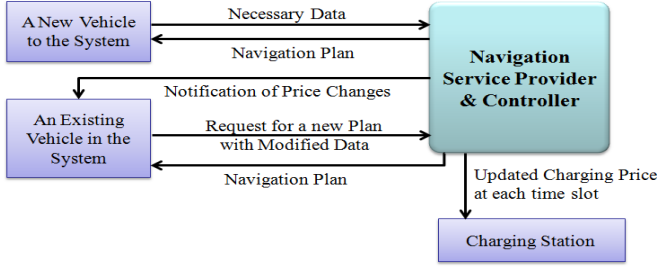 A New Vehicle
to the System
Necessary Data
Navigation Plan
Navigation
Service Provider
& Controller
Notification of Price Changes
An Existing
Vehicle in the
System
Request for a new Plan
with Modified Data
Navigation Plan
Updated Charging Price
at each time slot
Charging Station